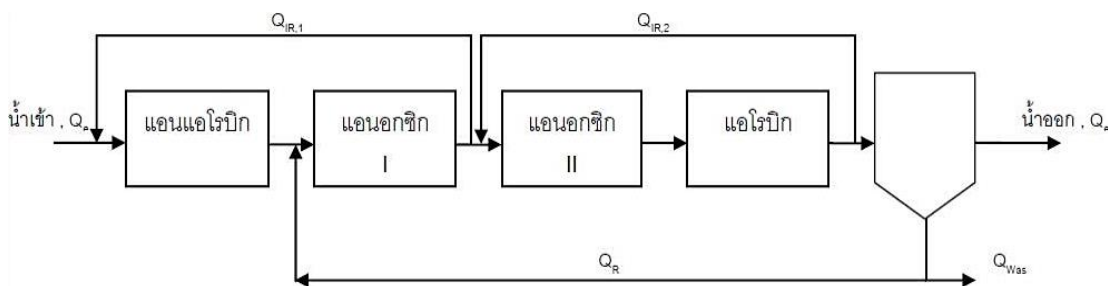 Q_IR,1
Q_IR,2
น้ำเข้า , Q_e
แอนแอโรบิก
แอนอกซิก
I
แอนอกซิก
II
แอโรบิก
น้ำออก , Q_e
Q_R
Q_Was